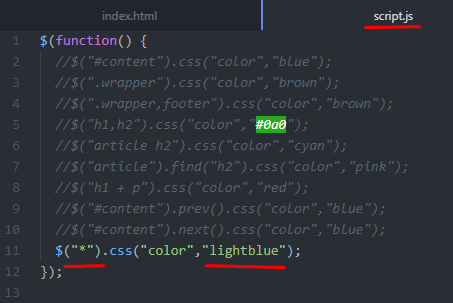 index.html script.js
1 $(function() {
2 //$("#content").css("color","blue");
3 //$(".wrapper").css("color","brown");
4 //$(".wrapper,footer").css("color","brown");
5 //$("h1,h2").css("color","#0a0");
6 //$("article h2").css("color","cyan");
7 //$("article").find("h2").css("color","pink");
8 //$("h1 + p").css("color","red");
9 //$("#content").prev().css("color","blue");
10 //$("#content").next().css("color","blue");
11 $("*").css("color","lightblue");
12 });
13